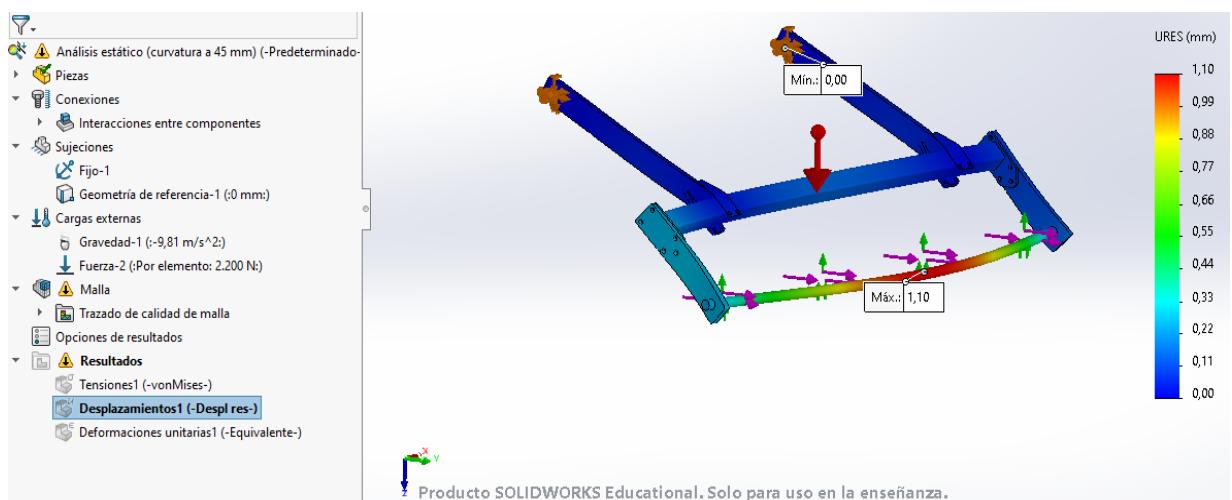 Análisis estático (curvatura a 45 mm) (-Predeterminado-
Piezas
Conexiones
Interacciones entre componentes
Sujeciones
Fijo-1
Geometría de referencia-1 (:0 mm:)
Cargas externas
Gravedad-1 (:-9,81 m/s^2:)
Fuerza-2 (:Por elemento: 2.200 N:)
Malla
Trazado de calidad de malla
Opciones de resultados
Resultados
Tensiones1 (-vonMises-)
Desplazamientos1 (-Despl res-)
Deformaciones unitarias1 (-Equivalente-)
Mín.: 0,00
Máx.: 1,10
URES (mm)
1,10
0,99
0,88
0,77
0,66
0,55
0,44
0,33
0,22
0,11
0,00
X
Y
Z
Producto SOLIDWORKS Educational. Solo para uso en la enseñanza.